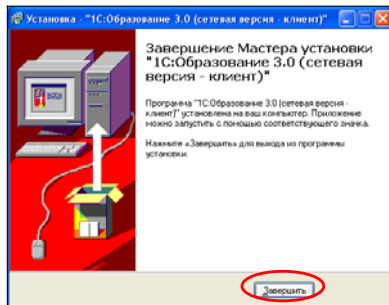 Установка - "1С:Образование 3.0 (сетевая версия - клиент)"
Завершение Мастера установки
"1С:Образование 3.0 (сетевая
версия - клиент)"
Программа "1С:Образование 3.0 (сетевая версия -
клиент)" установлена на ваш компьютер. Приложение
можно запустить с помощью соответствующего значка.
Нажмите «Завершить» для выхода из программы
установки.
Завершить